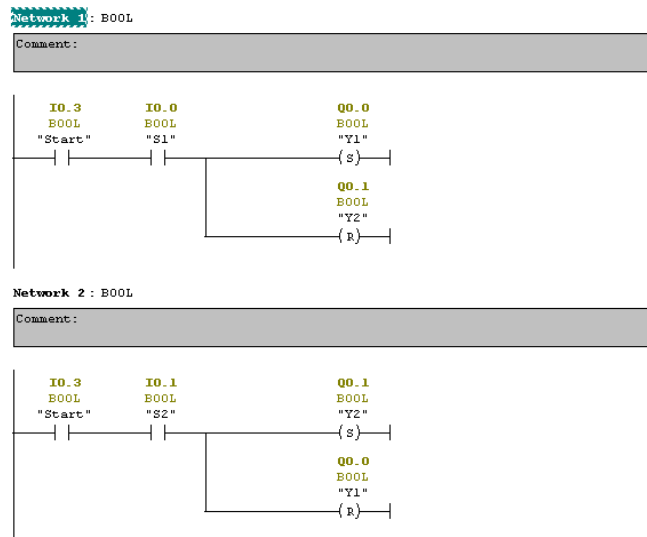 Network 1: BOOL
Comment:
I0.3 I0.0 Q0.0
BOOL BOOL BOOL
"Start" "S1" "Y1"
(S)
Q0.1
BOOL
"Y2"
(R)
Network 2 : BOOL
Comment:
I0.3 I0.1 Q0.1
BOOL BOOL BOOL
"Start" "S2" "Y2"
(S)
Q0.0
BOOL
"Y1"
(R)